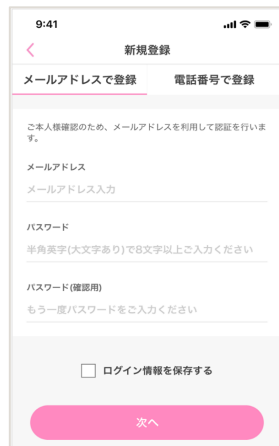 9:41
新規登録
メールアドレスで登録 電話番号で登録
ご本人様確認のため、メールアドレスを利用して認証を行いま
す。
メールアドレス
メールアドレス入力
パスワード
半角英字(大文字あり)で8文字以上ご入力ください
パスワード(確認用)
もう一度パスワードをご入力ください
ログイン情報を保存する
次へ